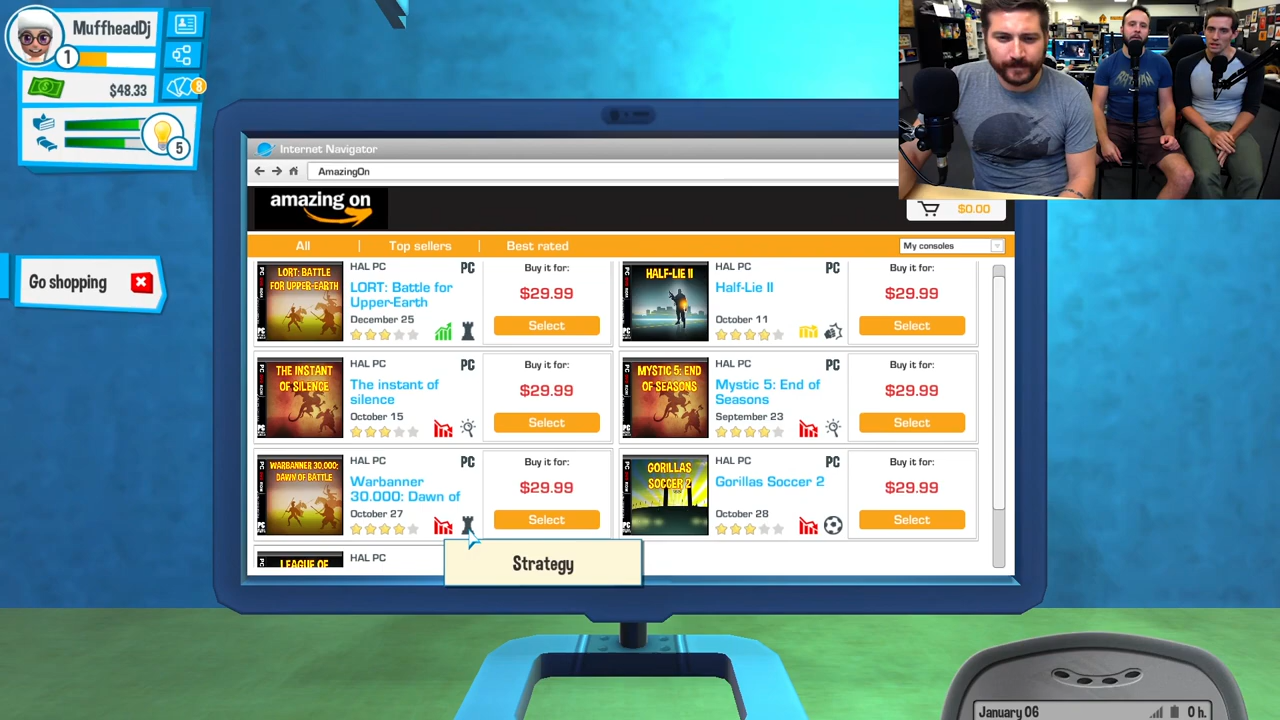 MuffheadDj
1
$48.33
8
5
Go shopping
Internet Navigator
AmazingOn
amazing on
$0.00
All | Top sellers | Best rated
My consoles
LORT: BATTLE
FOR UPPER-EARTH
HAL PC
PC
LORT: Battle for
Upper-Earth
December 25
Buy it for:
$29.99
Select
HALF-LIE II
HAL PC
PC
Half-Lie II
October 11
Buy it for:
$29.99
Select
THE INSTANT
OF SILENCE
HAL PC
PC
The instant of
silence
October 15
Buy it for:
$29.99
Select
MYSTIC 5: END
OF SEASONS
HAL PC
PC
Mystic 5: End of
Seasons
September 23
Buy it for:
$29.99
Select
WARBANNER 30.000:
DAWN OF BATTLE
HAL PC
PC
Warbanner
30.000: Dawn of
October 27
Buy it for:
$29.99
Select
GORILLAS
SOCCER 2
HAL PC
PC
Gorillas Soccer 2
October 28
Buy it for:
$29.99
Select
LEAGUE OF
HAL PC
Strategy
January 06
0 h.